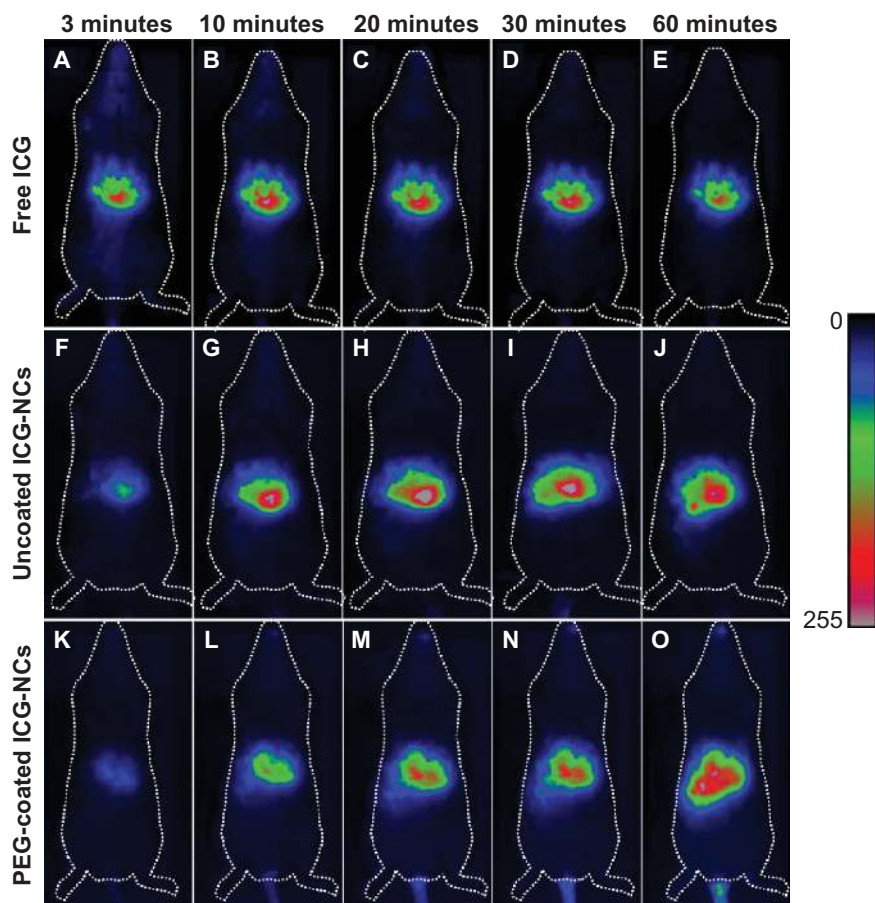 3 minutes 10 minutes 20 minutes 30 minutes 60 minutes
Free ICG
A B C D E
Uncoated ICG-NCs
F G H I J
0
255
PEG-coated ICG-NCs
K L M N O